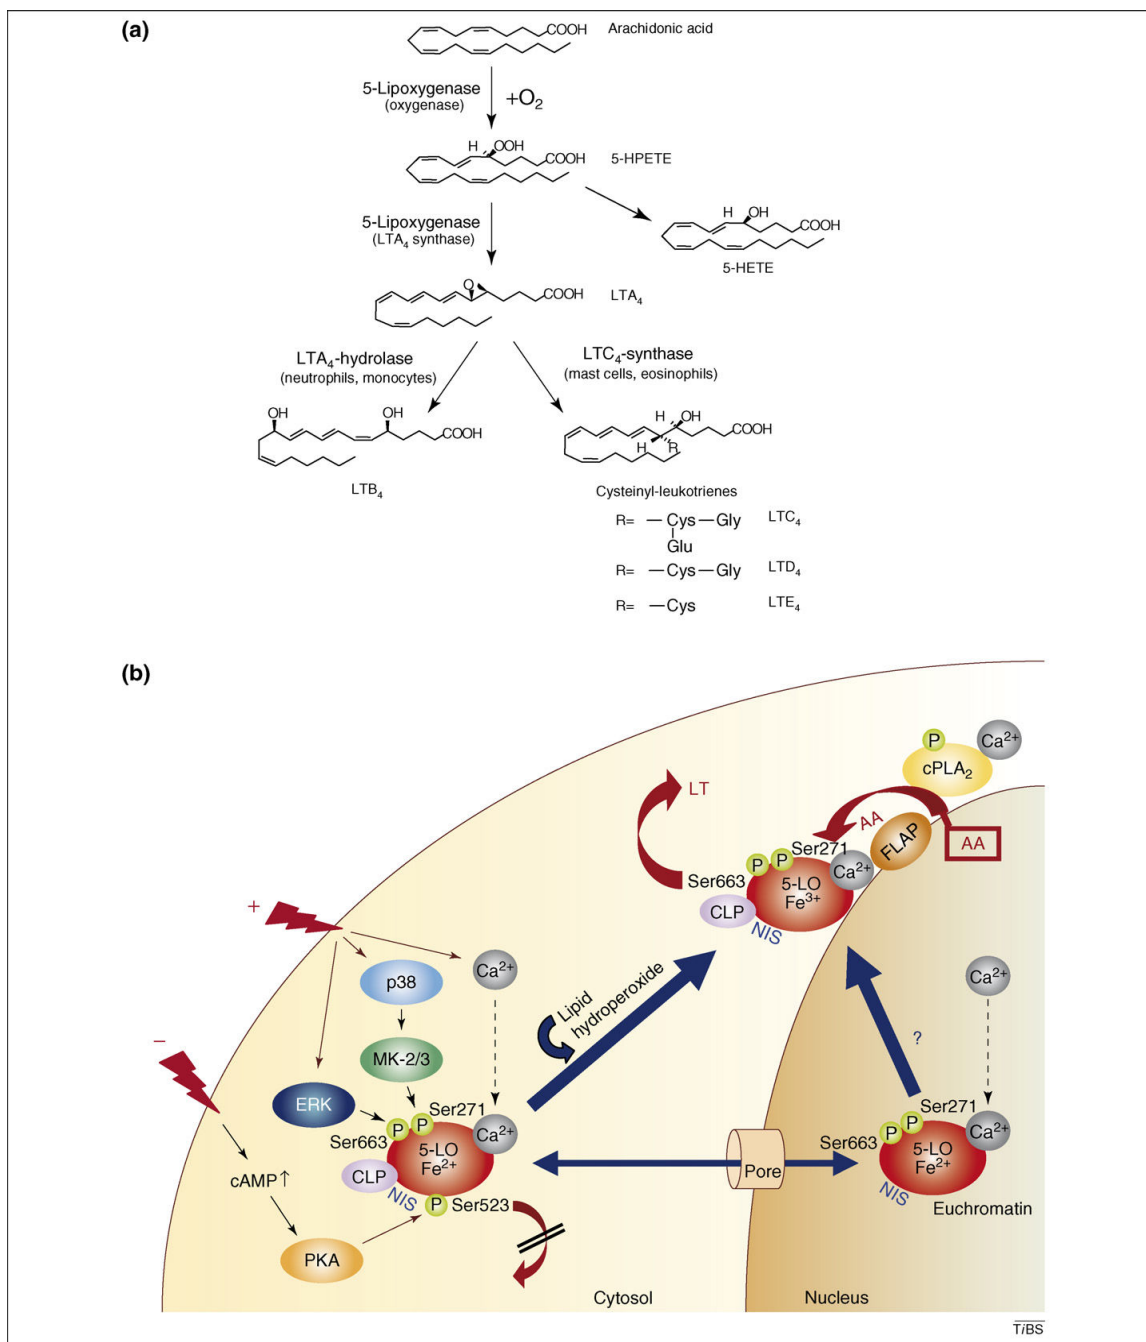 (a)
COOH
Arachidonic acid
5-Lipoxygenase
(oxygenase)
+O2
H OOH
COOH
5-HPETE
5-Lipoxygenase
(LTA4 synthase)
H OH
COOH
5-HETE
O
COOH
LTA4
LTA4-hydrolase
(neutrophils, monocytes)
LTC4-synthase
(mast cells, eosinophils)
OH
OH
COOH
LTB4
H OH
COOH
H R
Cysteinyl-leukotrienes
R= — Cys — Gly LTC4
Glu
R= — Cys — Gly LTD4
R= — Cys LTE4
(b)
P
Ca2+
cPLA2
LT
AA
AA
FLAP
P P Ser271
Ca2+
Ser663
5-LO
Fe3+
CLP
NIS
+
p38
Ca2+
Lipid
hydroperoxide
Ca2+
?
−
MK-2/3
ERK
Ser271
P P
Ca2+
Ser663
5-LO
Fe2+
CLP
NIS
P Ser523
cAMP↑
PKA
Pore
Ser271
P P
Ca2+
Ser663
5-LO
Fe2+
NIS
Euchromatin
Cytosol
Nucleus
TiBS